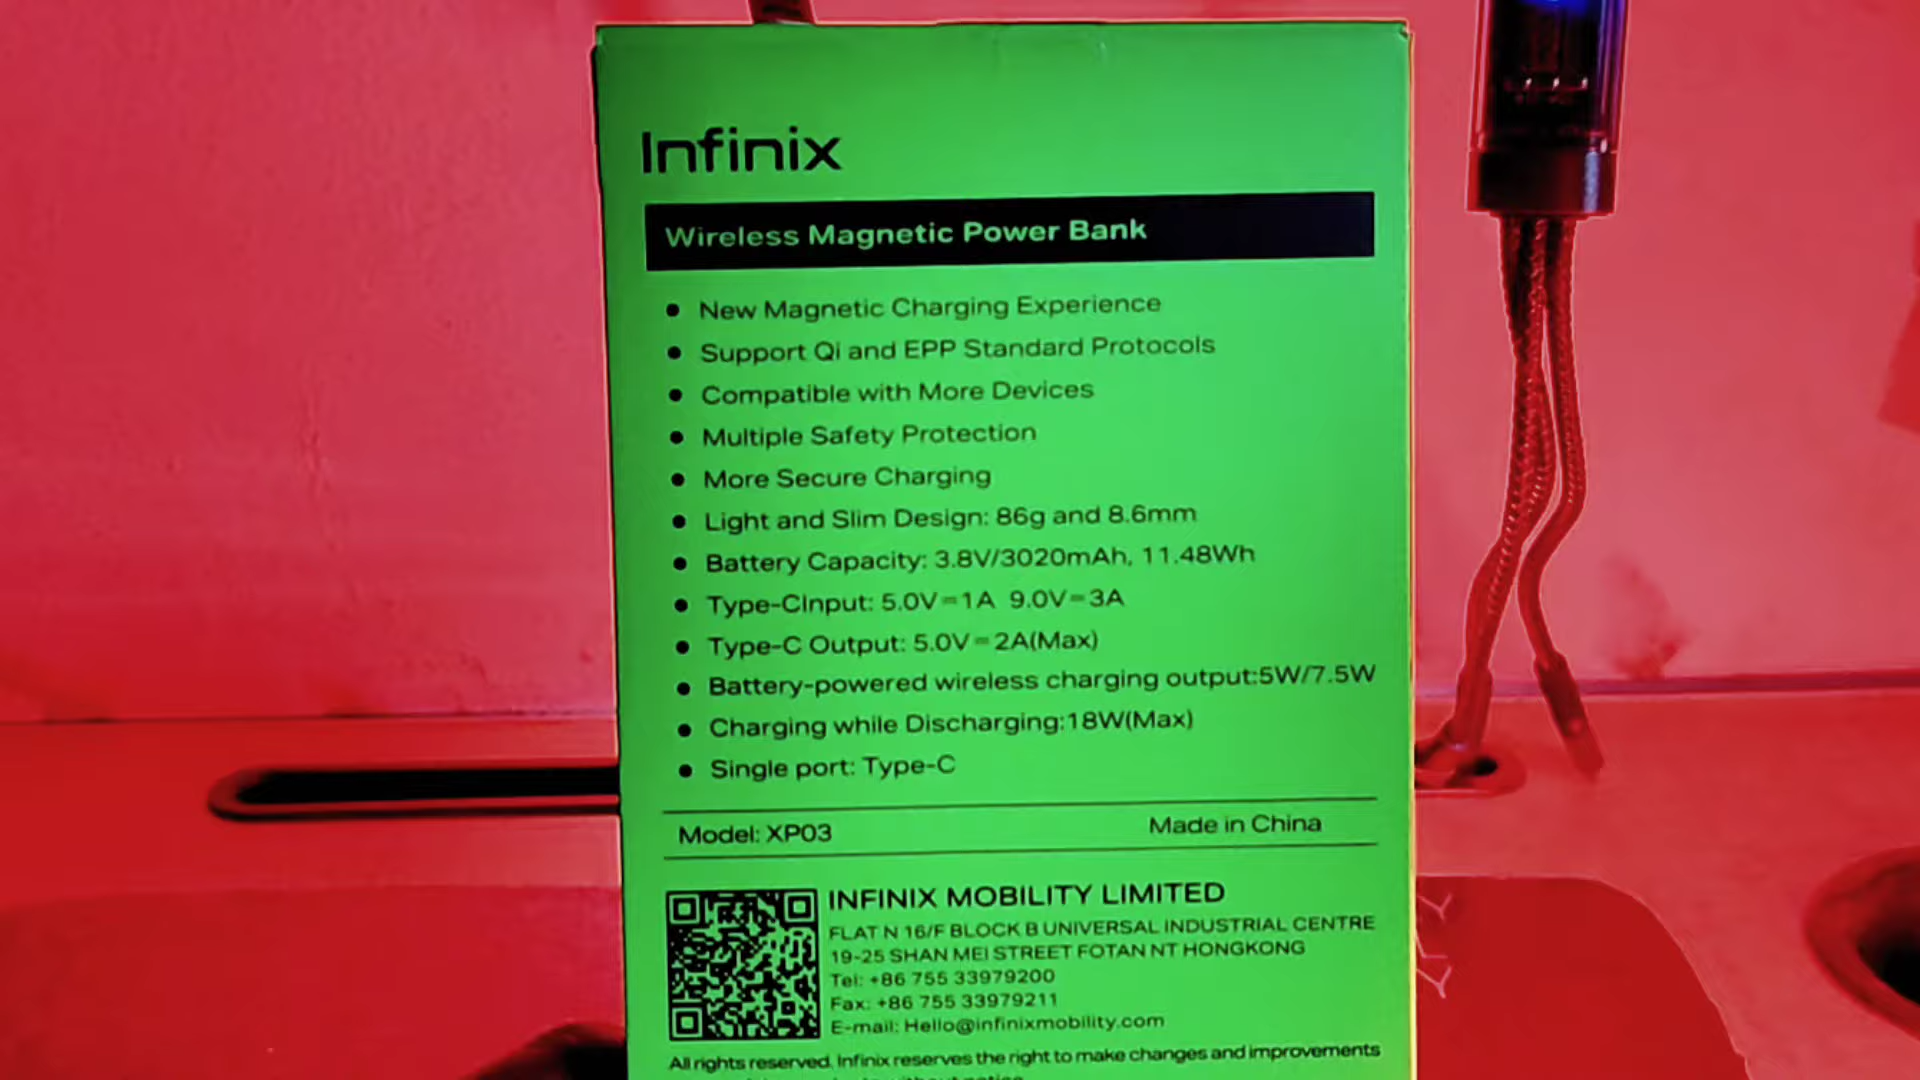 Infinix
Wireless Magnetic Power Bank
New Magnetic Charging Experience
Support Qi and EPP Standard Protocols
Compatible with More Devices
Multiple Safety Protection
More Secure Charging
Light and Slim Design: 86g and 8.6mm
Battery Capacity: 3.8V/3020mAh, 11.48Wh
Type-CInput: 5.0V⎓1A 9.0V⎓3A
Type-C Output: 5.0V⎓2A(Max)
Battery-powered wireless charging output:5W/7.5W
Charging while Discharging:18W(Max)
Single port: Type-C
Model: XP03 Made in China
INFINIX MOBILITY LIMITED
FLAT N 16/F BLOCK B UNIVERSAL INDUSTRIAL CENTRE
19-25 SHAN MEI STREET FOTAN NT HONGKONG
Tel: +86 755 33979200
Fax: +86 755 33979211
E-mail: Hello@infinixmobility.com
All rights reserved. Infinix reserves the right to make changes and improvements